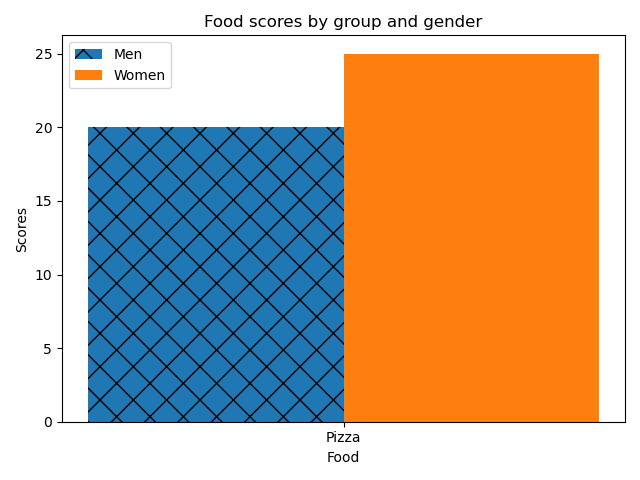 Food scores by group and gender
Men
Women
25
20
15
10
5
0
Scores
Pizza
Food